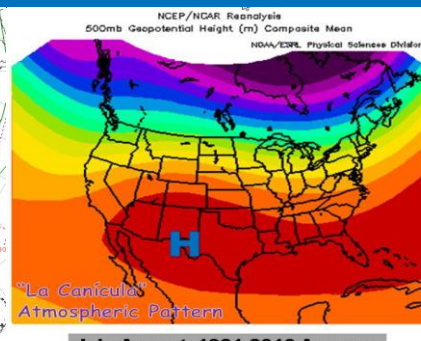 NCEP/NCAR Reanalysis
500mb Geopotential Height (m) Composite Mean
NOAA/ESRL Physical Sciences Division
H
"La Canicula"
Atmospheric Pattern